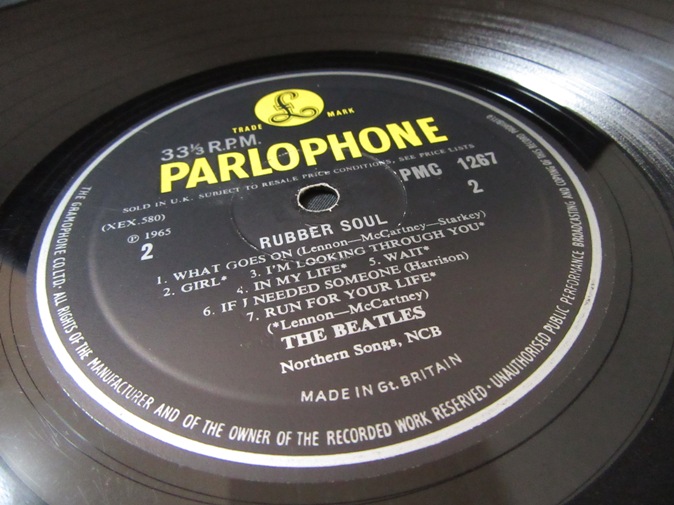 TRADE MARK
33⅓ R.P.M.
PARLOPHONE
SOLD IN U.K. SUBJECT TO RESALE PRICE CONDITIONS, SEE PRICE LISTS
(XEX.580)
PMC 1267
℗ 1965
2
2
RUBBER SOUL
1. WHAT GOES ON (Lennon—McCartney—Starkey)
2. GIRL* 3. I'M LOOKING THROUGH YOU*
4. IN MY LIFE* 5. WAIT*
6. IF I NEEDED SOMEONE (Harrison)
7. RUN FOR YOUR LIFE*
(*Lennon—McCartney)
THE BEATLES
Northern Songs, NCB
MADE IN Gt. BRITAIN
THE GRAMOPHONE CO. LTD. ALL RIGHTS OF THE MANUFACTURER AND OF THE OWNER OF THE RECORDED WORK RESERVED · UNAUTHORISED PUBLIC PERFORMANCE BROADCASTING AND COPYING OF THIS RECORD PROHIBITED